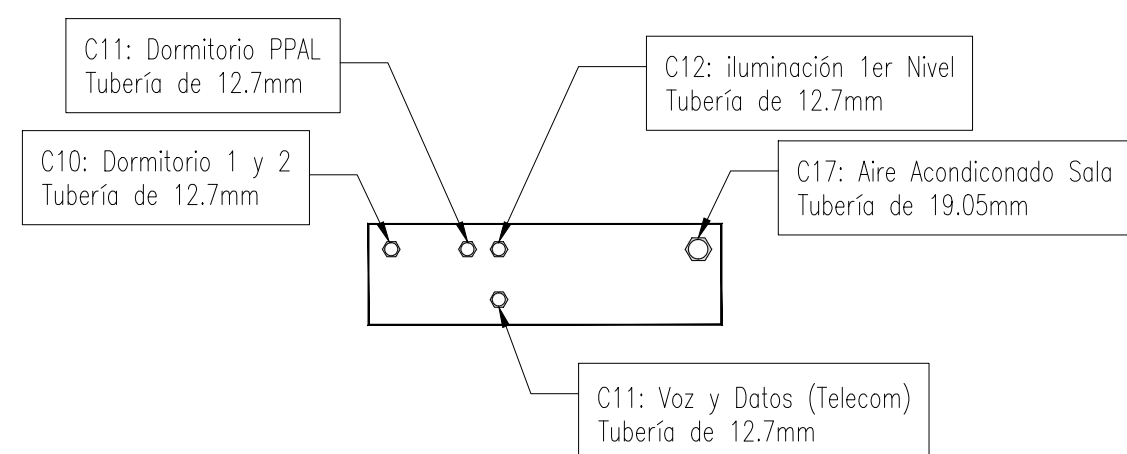 C11: Dormitorio PPAL
Tubería de 12.7mm
C12: iluminación 1er Nivel
Tubería de 12.7mm
C10: Dormitorio 1 y 2
Tubería de 12.7mm
C17: Aire Acondiconado Sala
Tubería de 19.05mm
C11: Voz y Datos (Telecom)
Tubería de 12.7mm